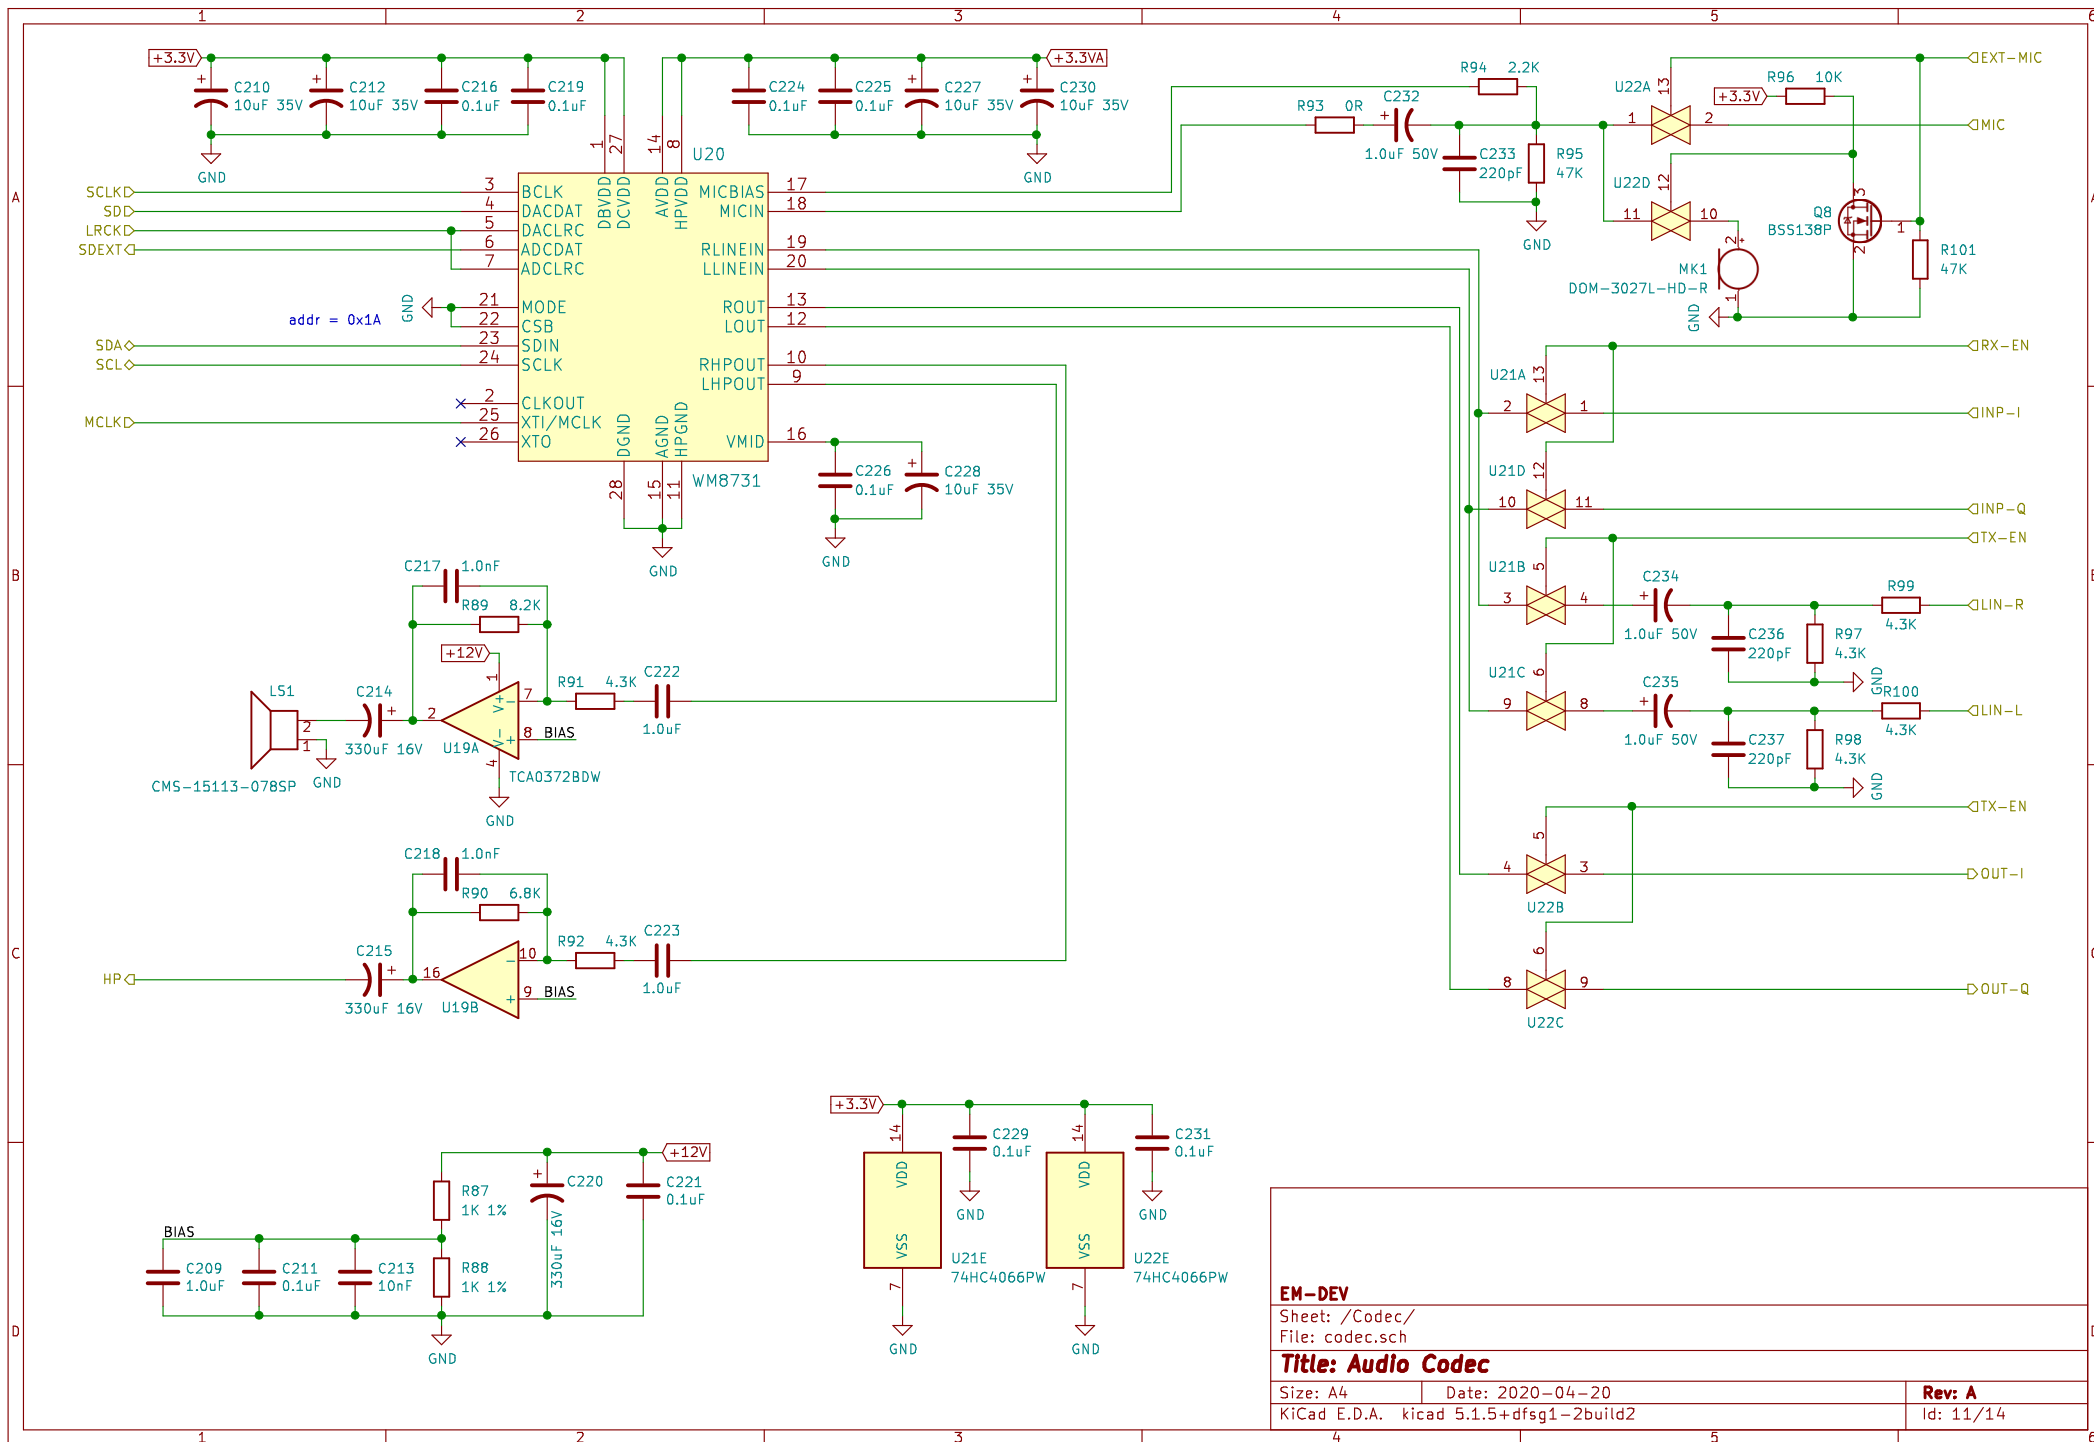 1 2 3 4 5 6
+3.3V
C210
10uF 35V
C212
10uF 35V
C216
0.1uF
C219
0.1uF
GND
+3.3VA
C224
0.1uF
C225
0.1uF
C227
10uF 35V
C230
10uF 35V
GND
1
27
14
8
U20
A
SCLK
SD
LRCK
SDEXT
3 BCLK
4 DACDAT
5 DACLRC
6 ADCDAT
7 ADCLRC
DBVDD
DCVDD
AVDD
HPVDD
MICBIAS 17
MICIN 18
RLINEIN 19
LLINEIN 20
ROUT 13
LOUT 12
RHPOUT 10
LHPOUT 9
VMID 16
addr = 0x1A
GND
21 MODE
22 CSB
SDA
23 SDIN
SCL
24 SCLK
2 CLKOUT
MCLK
25 XTI/MCLK
26 XTO
DGND
AGND
HPGND
28
15
11
WM8731
GND
C226
0.1uF
+
C228
10uF 35V
GND
R94 2.2K
R93 0R
C232
+
1.0uF 50V
C233
220pF
R95
47K
GND
U22A
13
1
2
EXT-MIC
R96 10K
+3.3V
MIC
U22D
12
11
10
Q8
BSS138P
3
1
2
R101
47K
MK1
DOM-3027L-HD-R
2
1
GND
RX-EN
U21A
13
2
1
INP-I
U21D
12
10
11
INP-Q
TX-EN
U21B
5
3
4
C234
+
1.0uF 50V
C236
220pF
R97
4.3K
R99
4.3K
LIN-R
GND
U21C
6
9
8
C235
+
1.0uF 50V
C237
220pF
R98
4.3K
R100
4.3K
LIN-L
GND
TX-EN
5
4
3
U22B
OUT-I
6
8
9
U22C
OUT-Q
B
C217 1.0nF
R89 8.2K
+12V
1
LS1
2
1
C214
+
330uF 16V
CMS-15113-078SP
GND
2
V+
V-
-
+
7
8
BIAS
U19A
4
TCA0372BDW
GND
R91 4.3K
C222
1.0uF
C
C218 1.0nF
R90 6.8K
HP
C215
+
330uF 16V
16
-
+
10
9
BIAS
U19B
R92 4.3K
C223
1.0uF
+3.3V
14
VDD
VSS
7
C229
0.1uF
GND
U21E
74HC4066PW
GND
14
VDD
VSS
7
C231
0.1uF
GND
U22E
74HC4066PW
GND
D
+12V
R87
1K 1%
+
C220
330uF 16V
C221
0.1uF
BIAS
C209
1.0uF
C211
0.1uF
C213
10nF
R88
1K 1%
GND
EM-DEV
Sheet: /Codec/
File: codec.sch
Title: Audio Codec
Size: A4
Date: 2020-04-20
Rev: A
KiCad E.D.A. kicad 5.1.5+dfsg1-2build2
Id: 11/14
1 2 3 4 5 6